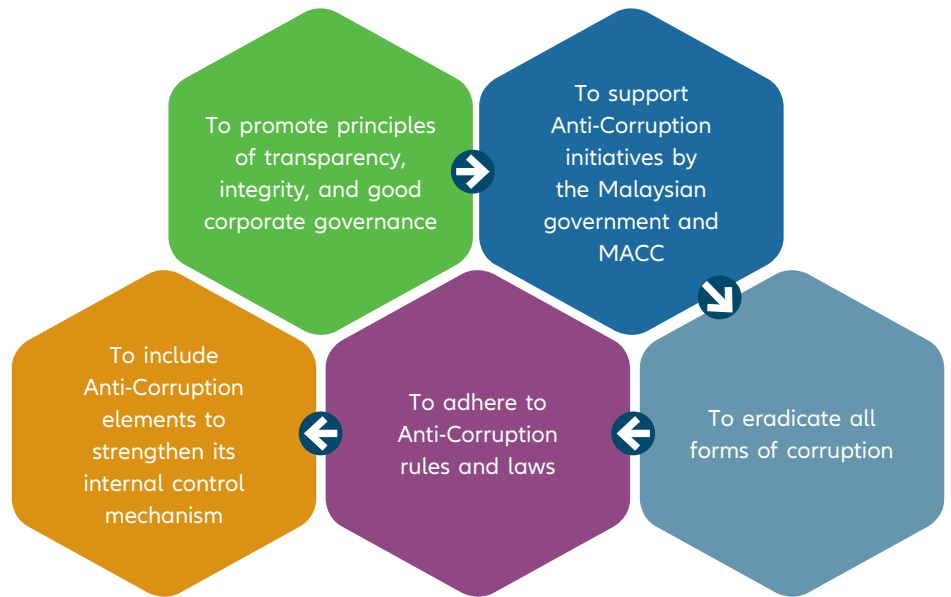 To promote principles
of transparency,
integrity, and good
corporate governance
To support
Anti-Corruption
initiatives by
the Malaysian
government and
MACC
To eradicate all
forms of corruption
To adhere to
Anti-Corruption
rules and laws
To include
Anti-Corruption
elements to
strengthen its
internal control
mechanism